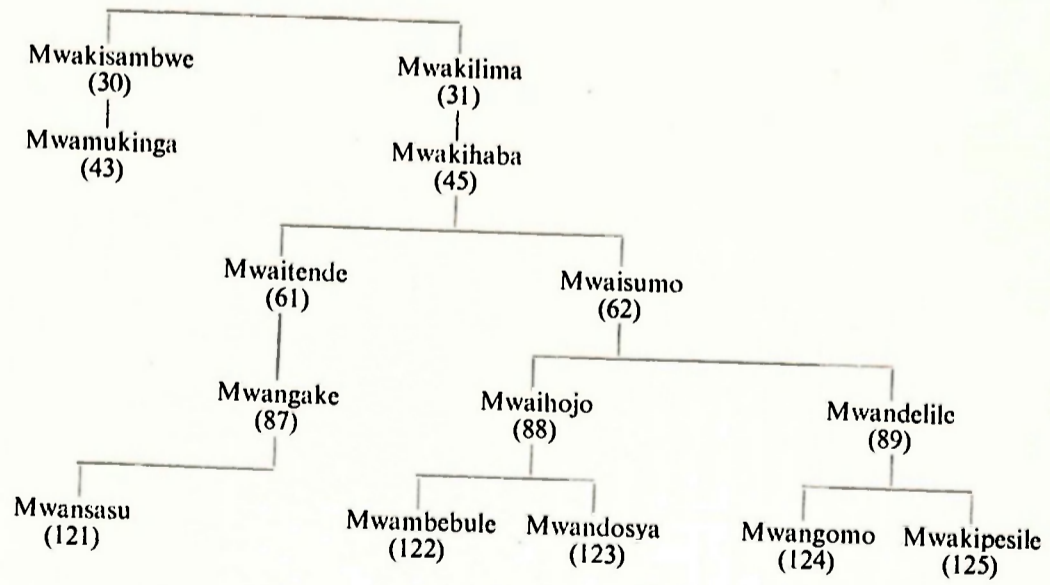 Mwakisambwe Mwakilima
(30) (31)
Mwamukinga Mwakihaba
(43) (45)
Mwaitende Mwaisumo
(61) (62)
Mwangake Mwaihojo Mwandelile
(87) (88) (89)
Mwansasu Mwambebule Mwandosya Mwangomo Mwakipesile
(121) (122) (123) (124) (125)